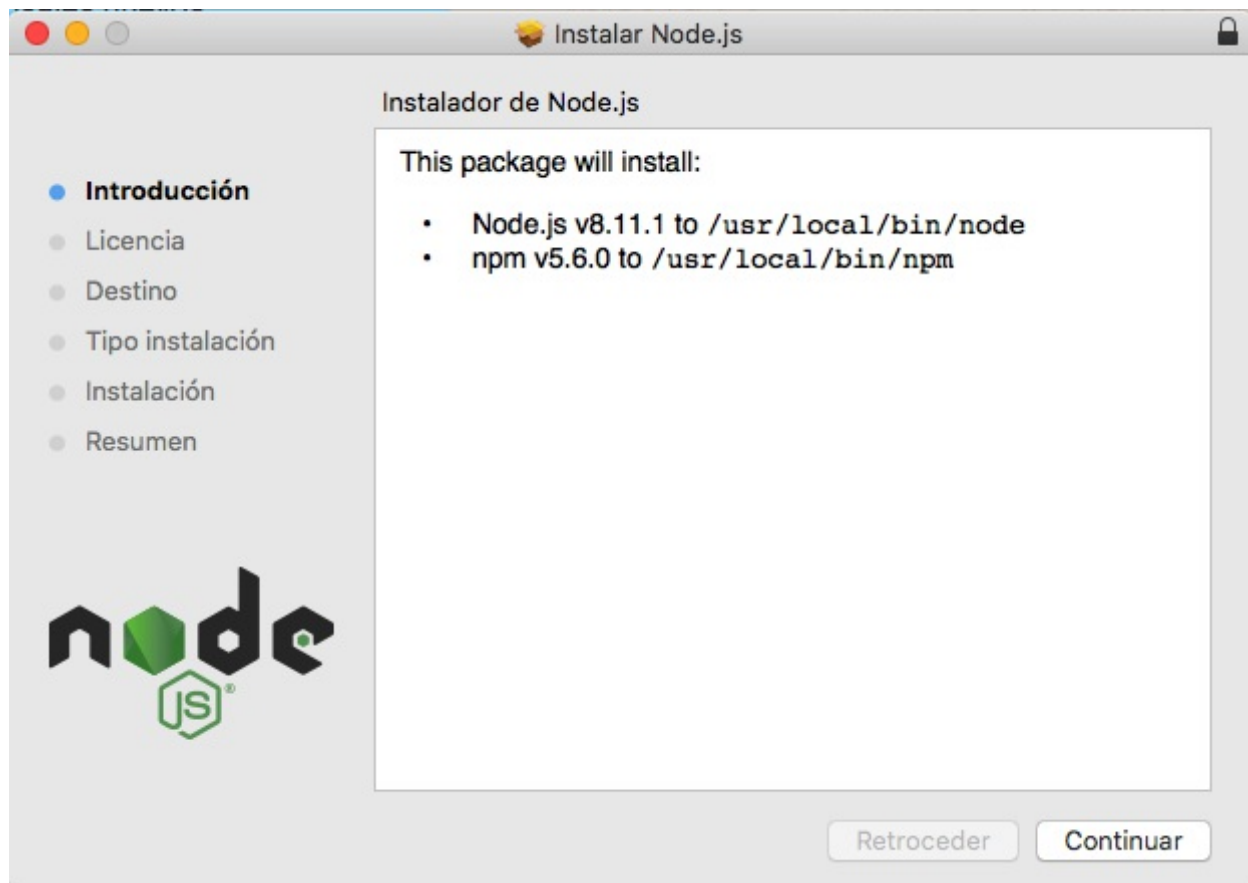 Instalar Node.js
Instalador de Node.js
Introducción
Licencia
Destino
Tipo instalación
Instalación
Resumen
This package will install:
• Node.js v8.11.1 to /usr/local/bin/node
• npm v5.6.0 to /usr/local/bin/npm
node
JS®
Retroceder
Continuar